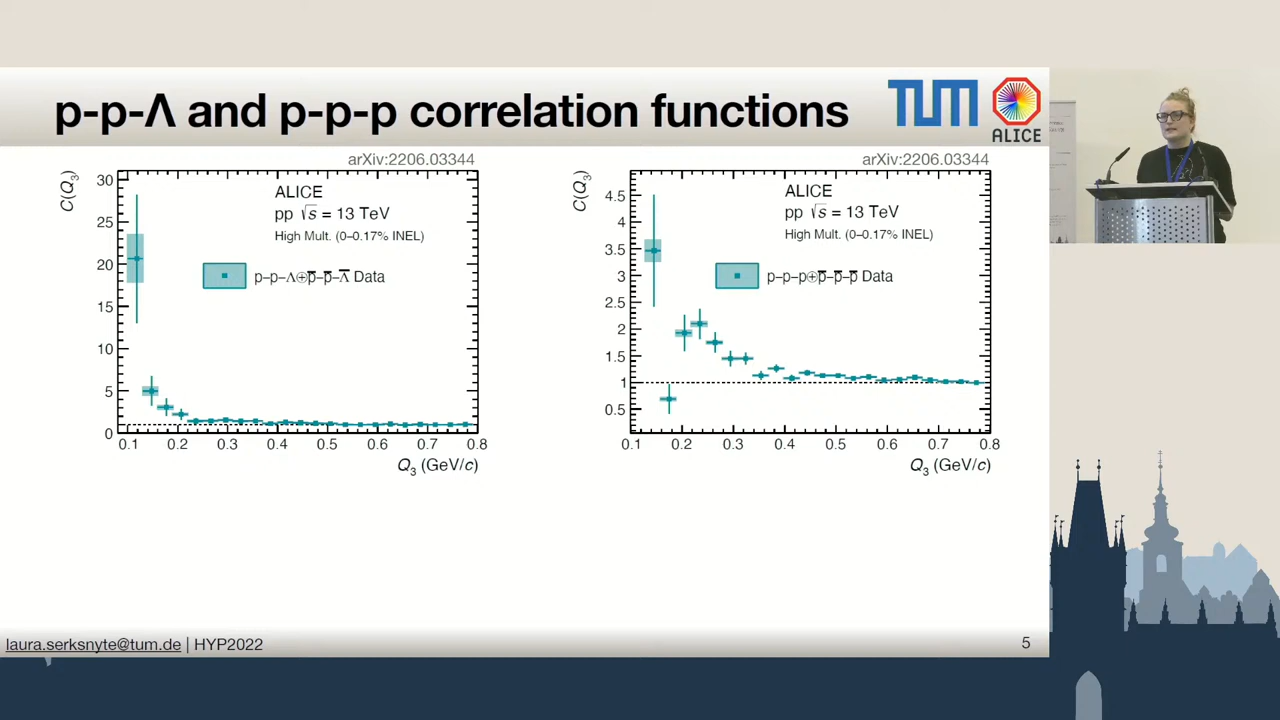 p-p-Λ and p-p-p correlation functions
TUM
ALICE
arXiv:2206.03344
C(Q₃)
30
25
20
15
10
5
0
ALICE
pp √s = 13 TeV
High Mult. (0–0.17% INEL)
p–p–Λ⊕p̅–p̅–Λ̅ Data
0.1 0.2 0.3 0.4 0.5 0.6 0.7 0.8
Q₃ (GeV/c)
arXiv:2206.03344
C(Q₃)
4.5
4
3.5
3
2.5
2
1.5
1
0.5
ALICE
pp √s = 13 TeV
High Mult. (0–0.17% INEL)
p–p–p⊕p̅–p̅–p̅ Data
0.1 0.2 0.3 0.4 0.5 0.6 0.7 0.8
Q₃ (GeV/c)
laura.serksnyte@tum.de | HYP2022
5